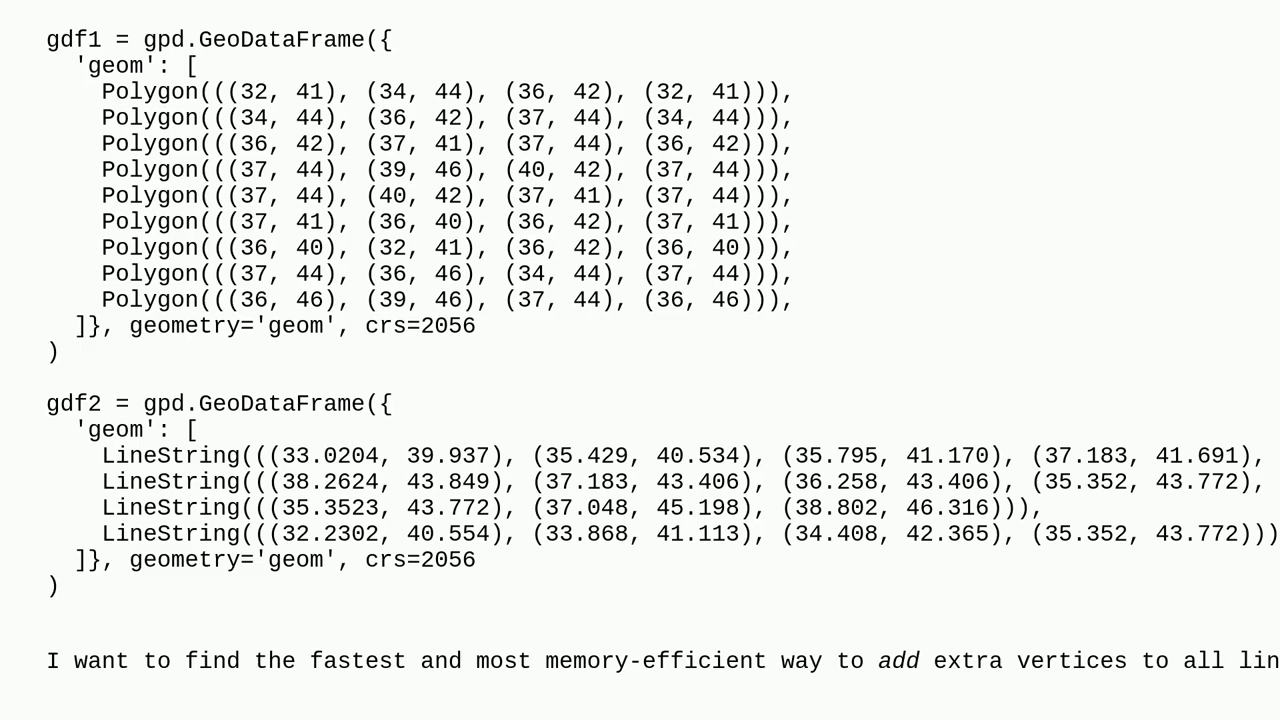 gdf1 = gpd.GeoDataFrame({
  'geom': [
    Polygon(((32, 41), (34, 44), (36, 42), (32, 41))),
    Polygon(((34, 44), (36, 42), (37, 44), (34, 44))),
    Polygon(((36, 42), (37, 41), (37, 44), (36, 42))),
    Polygon(((37, 44), (39, 46), (40, 42), (37, 44))),
    Polygon(((37, 44), (40, 42), (37, 41), (37, 44))),
    Polygon(((37, 41), (36, 40), (36, 42), (37, 41))),
    Polygon(((36, 40), (32, 41), (36, 42), (36, 40))),
    Polygon(((37, 44), (36, 46), (34, 44), (37, 44))),
    Polygon(((36, 46), (39, 46), (37, 44), (36, 46))),
  ]}, geometry='geom', crs=2056
)
gdf2 = gpd.GeoDataFrame({
  'geom': [
    LineString(((33.0204, 39.937), (35.429, 40.534), (35.795, 41.170), (37.183, 41.691),
    LineString(((38.2624, 43.849), (37.183, 43.406), (36.258, 43.406), (35.352, 43.772),
    LineString(((35.3523, 43.772), (37.048, 45.198), (38.802, 46.316))),
    LineString(((32.2302, 40.554), (33.868, 41.113), (34.408, 42.365), (35.352, 43.772)))
  ]}, geometry='geom', crs=2056
)
I want to find the fastest and most memory-efficient way to add extra vertices to all